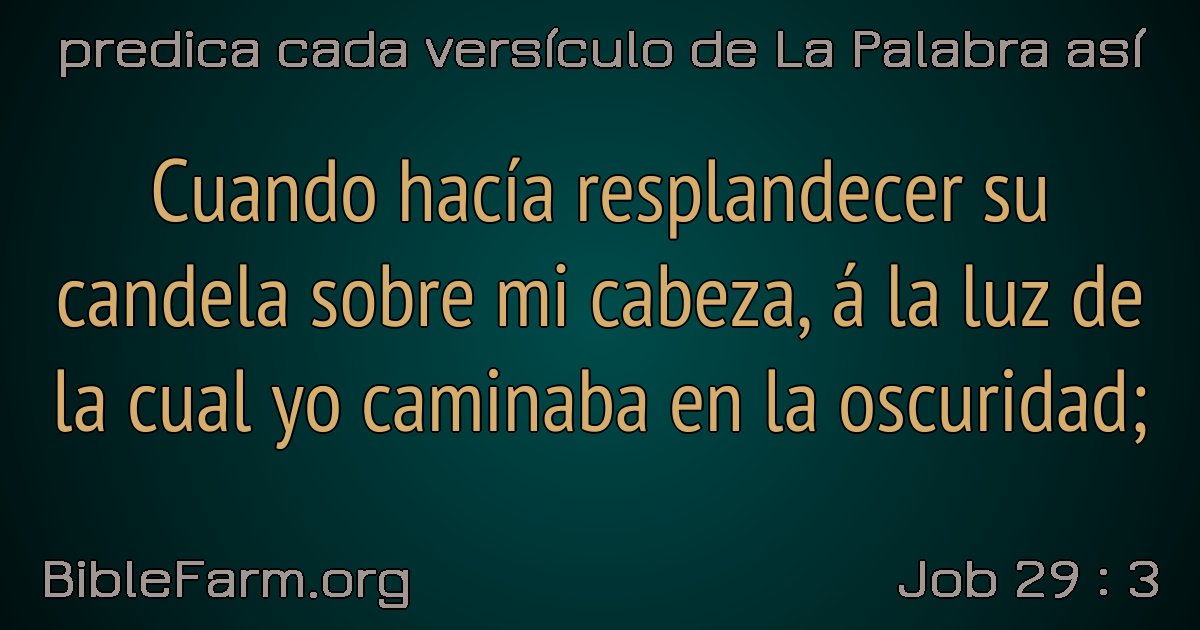 predica cada versículo de La Palabra así
Cuando hacía resplandecer su
candela sobre mi cabeza, á la luz de
la cual yo caminaba en la oscuridad;
BibleFarm.org
Job 29 : 3